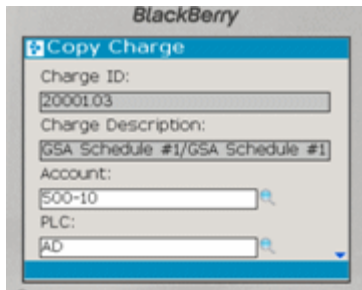 BlackBerry
Copy Charge
Charge ID:
20001.03
Charge Description:
GSA Schedule #1/GSA Schedule #1
Account:
500-10
PLC:
AD